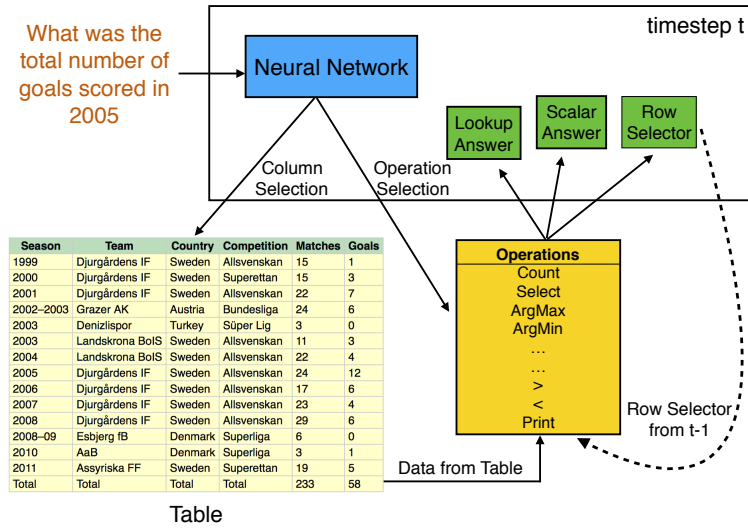 What was the
total number of
goals scored in
2005
timestep t
Neural Network
Lookup
Answer
Scalar
Answer
Row
Selector
Column
Selection
Operation
Selection
Season Team Country Competition Matches Goals
1999 Djurgårdens IF Sweden Allsvenskan 15 1
2000 Djurgårdens IF Sweden Superettan 15 3
2001 Djurgårdens IF Sweden Allsvenskan 22 7
2002–2003 Grazer AK Austria Bundesliga 24 6
2003 Denizlispor Turkey Süper Lig 3 0
2003 Landskrona BoIS Sweden Allsvenskan 11 3
2004 Landskrona BoIS Sweden Allsvenskan 22 4
2005 Djurgårdens IF Sweden Allsvenskan 24 12
2006 Djurgårdens IF Sweden Allsvenskan 17 6
2007 Djurgårdens IF Sweden Allsvenskan 23 4
2008 Djurgårdens IF Sweden Allsvenskan 29 6
2008–09 Esbjerg fB Denmark Superliga 6 0
2010 AaB Denmark Superliga 3 1
2011 Assyriska FF Sweden Superettan 19 5
Total Total Total Total 233 58
Table
Operations
Count
Select
ArgMax
ArgMin
...
...
>
<
Print
Data from Table
Row Selector
from t-1